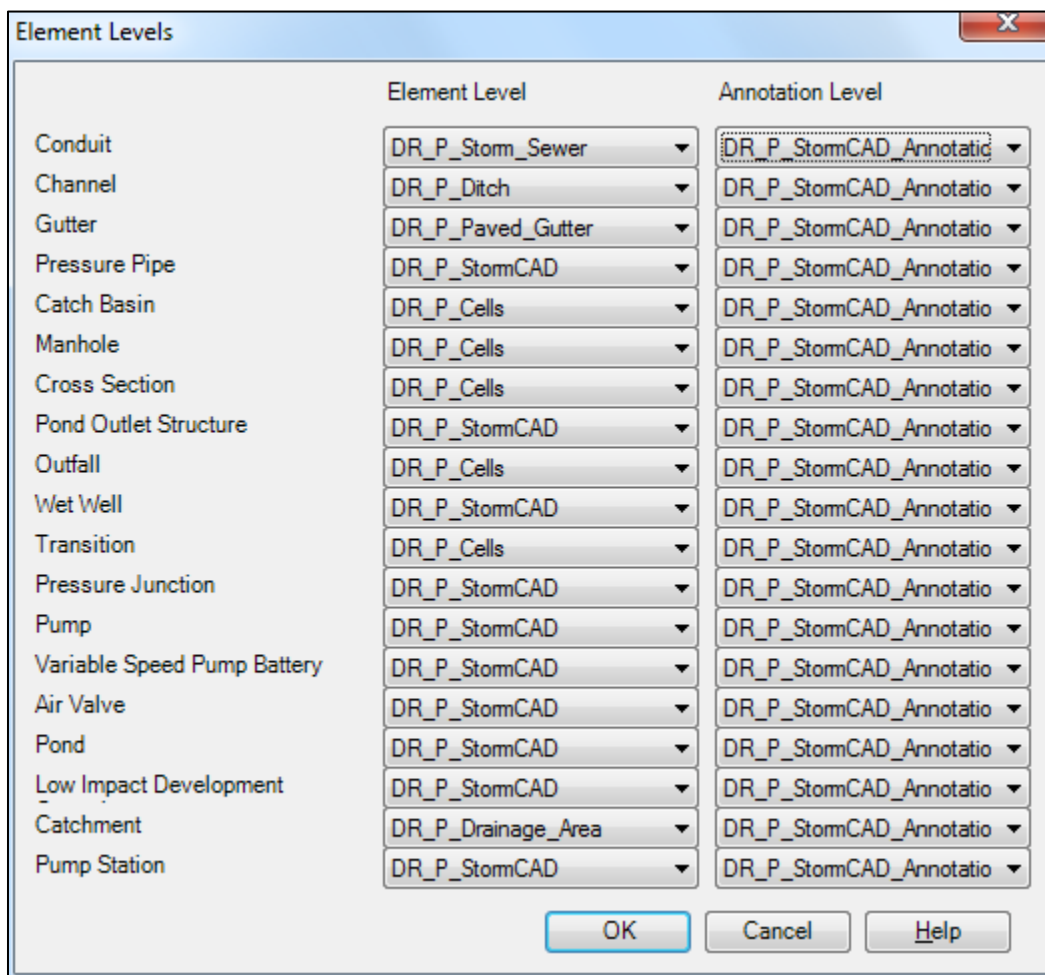 Element Levels
Element Level Annotation Level
Conduit DR_P_Storm_Sewer DR_P_StormCAD_Annotatic
Channel DR_P_Ditch DR_P_StormCAD_Annotatio
Gutter DR_P_Paved_Gutter DR_P_StormCAD_Annotatio
Pressure Pipe DR_P_StormCAD DR_P_StormCAD_Annotatio
Catch Basin DR_P_Cells DR_P_StormCAD_Annotatio
Manhole DR_P_Cells DR_P_StormCAD_Annotatio
Cross Section DR_P_Cells DR_P_StormCAD_Annotatio
Pond Outlet Structure DR_P_StormCAD DR_P_StormCAD_Annotatio
Outfall DR_P_Cells DR_P_StormCAD_Annotatio
Wet Well DR_P_StormCAD DR_P_StormCAD_Annotatio
Transition DR_P_Cells DR_P_StormCAD_Annotatio
Pressure Junction DR_P_StormCAD DR_P_StormCAD_Annotatio
Pump DR_P_StormCAD DR_P_StormCAD_Annotatio
Variable Speed Pump Battery DR_P_StormCAD DR_P_StormCAD_Annotatio
Air Valve DR_P_StormCAD DR_P_StormCAD_Annotatio
Pond DR_P_StormCAD DR_P_StormCAD_Annotatio
Low Impact Development DR_P_StormCAD DR_P_StormCAD_Annotatio
Catchment DR_P_Drainage_Area DR_P_StormCAD_Annotatio
Pump Station DR_P_StormCAD DR_P_StormCAD_Annotatio
OK Cancel Help